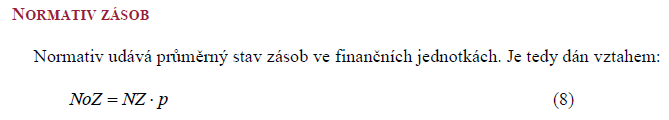 NORMATIV ZÁSOB
Normativ udává průměrný stav zásob ve finančních jednotkách. Je tedy dán vztahem:
NoZ = NZ · p (8)